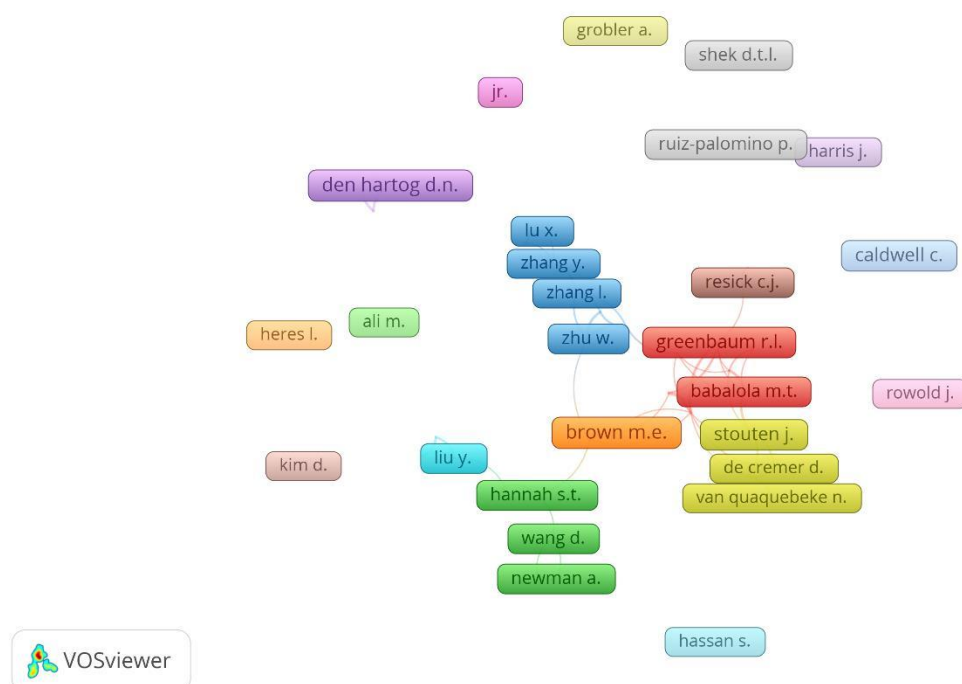 grobler a.
shek d.t.l.
jr.
ruiz-palomino p.
harris j.
den hartog d.n.
lu x.
zhang y.
caldwell c.
resick c.j.
zhang l.
ali m.
heres l.
zhu w.
greenbaum r.l.
babalola m.t.
rowold j.
brown m.e.
stouten j.
liu y.
kim d.
de cremer d.
hannah s.t.
van quaquebeke n.
wang d.
newman a.
hassan s.
VOSviewer